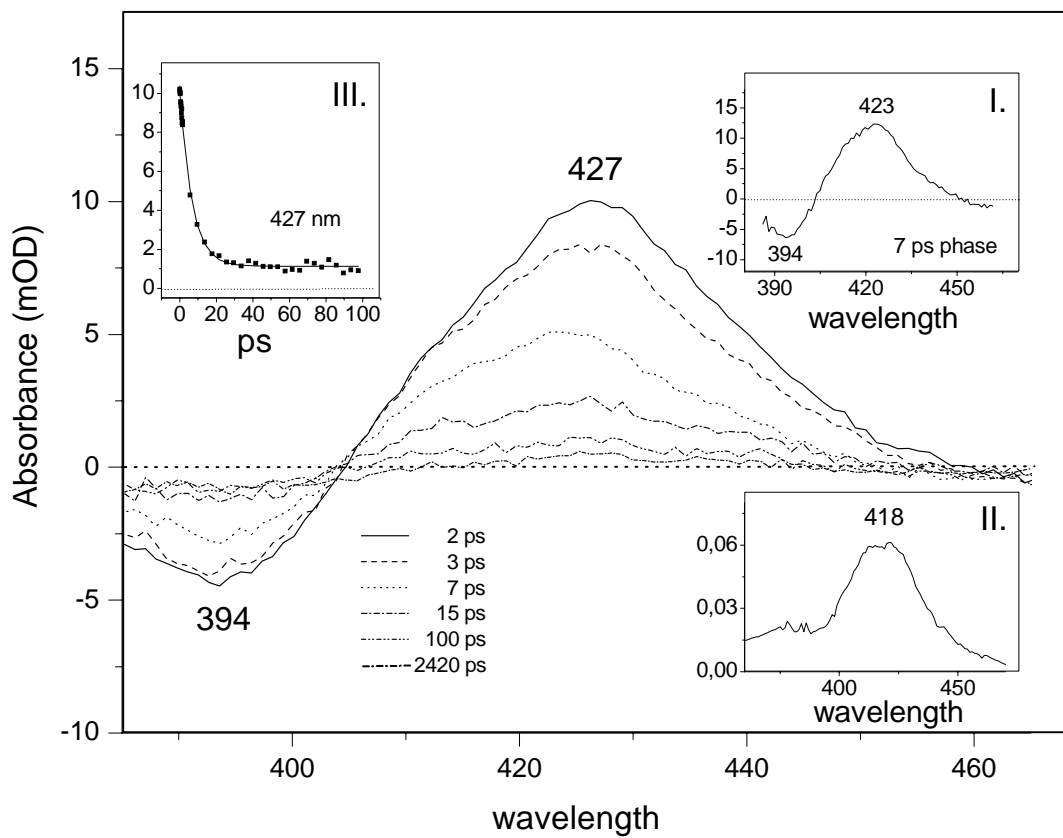 Absorbance (mOD)
15
10
5
0
-5
-10
400
420
440
460
wavelength
427
394
2 ps
3 ps
7 ps
15 ps
100 ps
2420 ps
III.
10
8
6
4
2
0
427 nm
0 20 40 60 80 100
ps
I.
15
10
5
0
-5
-10
423
394
7 ps phase
390 420 450
wavelength
II.
418
0,06
0,03
0,00
400 450
wavelength